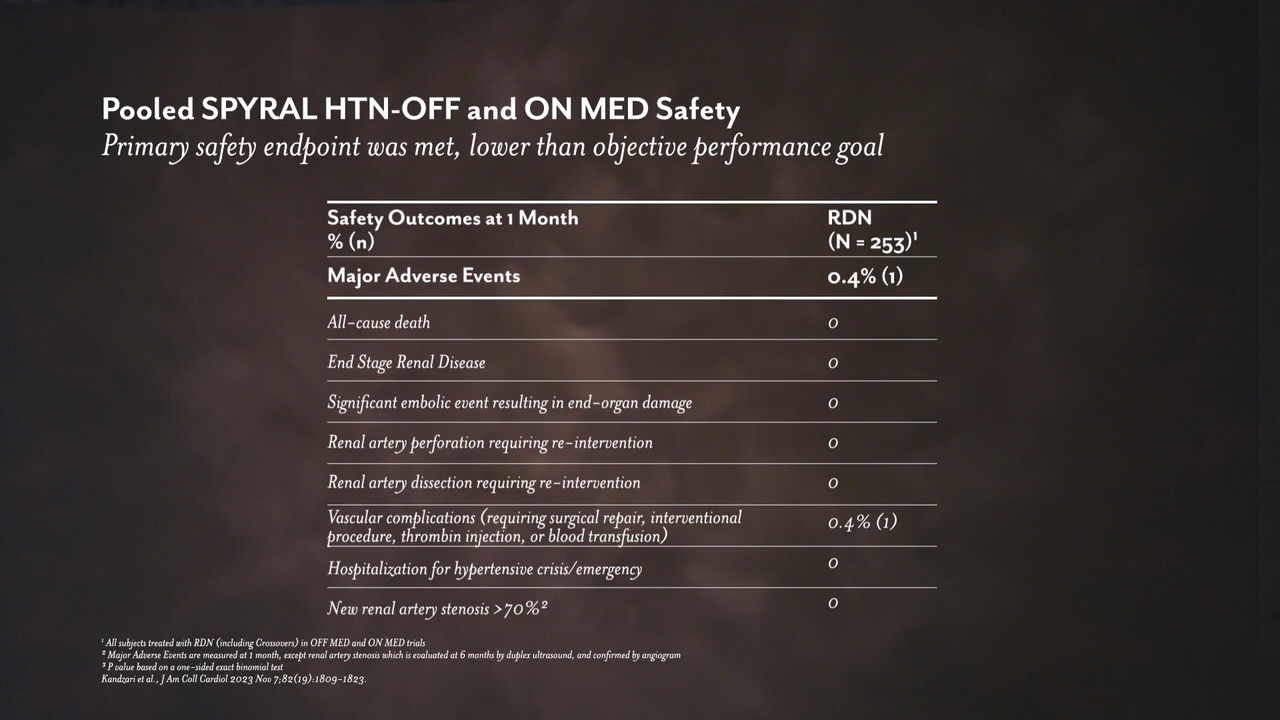 Pooled SPYRAL HTN-OFF and ON MED Safety
Primary safety endpoint was met, lower than objective performance goal
Safety Outcomes at 1 Month
% (n)
RDN
(N = 253)¹
Major Adverse Events 0.4% (1)
All-cause death 0
End Stage Renal Disease 0
Significant embolic event resulting in end-organ damage 0
Renal artery perforation requiring re-intervention 0
Renal artery dissection requiring re-intervention 0
Vascular complications (requiring surgical repair, interventional
procedure, thrombin injection, or blood transfusion)
0.4% (1)
Hospitalization for hypertensive crisis/emergency 0
New renal artery stenosis >70%² 0
¹ All subjects treated with RDN (including Crossovers) in OFF MED and ON MED trials
² Major Adverse Events are measured at 1 month, except renal artery stenosis which is evaluated at 6 months by duplex ultrasound, and confirmed by angiogram
³ P value based on a one-sided exact binomial test
Kandzari et al., J Am Coll Cardiol 2023 Nov 7;82(19):1809-1823.